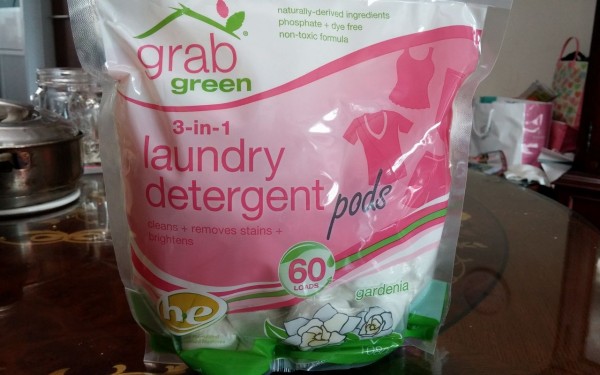 naturally-derived ingredients
phosphate + dye free
non-toxic formula
grab
green
3-in-1
laundry
detergent
pods
cleans + removes stains +
brightens
60
LOADS
he
gardenia